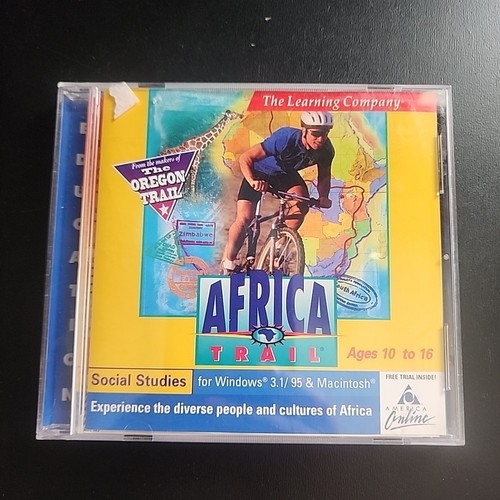 The Learning Company
From the makers of
The
OREGON
TRAIL
Zimbabwe
South Africa
AFRICA
TRAIL®
Ages 10 to 16
Social Studies
for Windows® 3.1/95 & Macintosh®
FREE TRIAL INSIDE!
AMERICA
Online
Experience the diverse people and cultures of Africa
EDUCATION